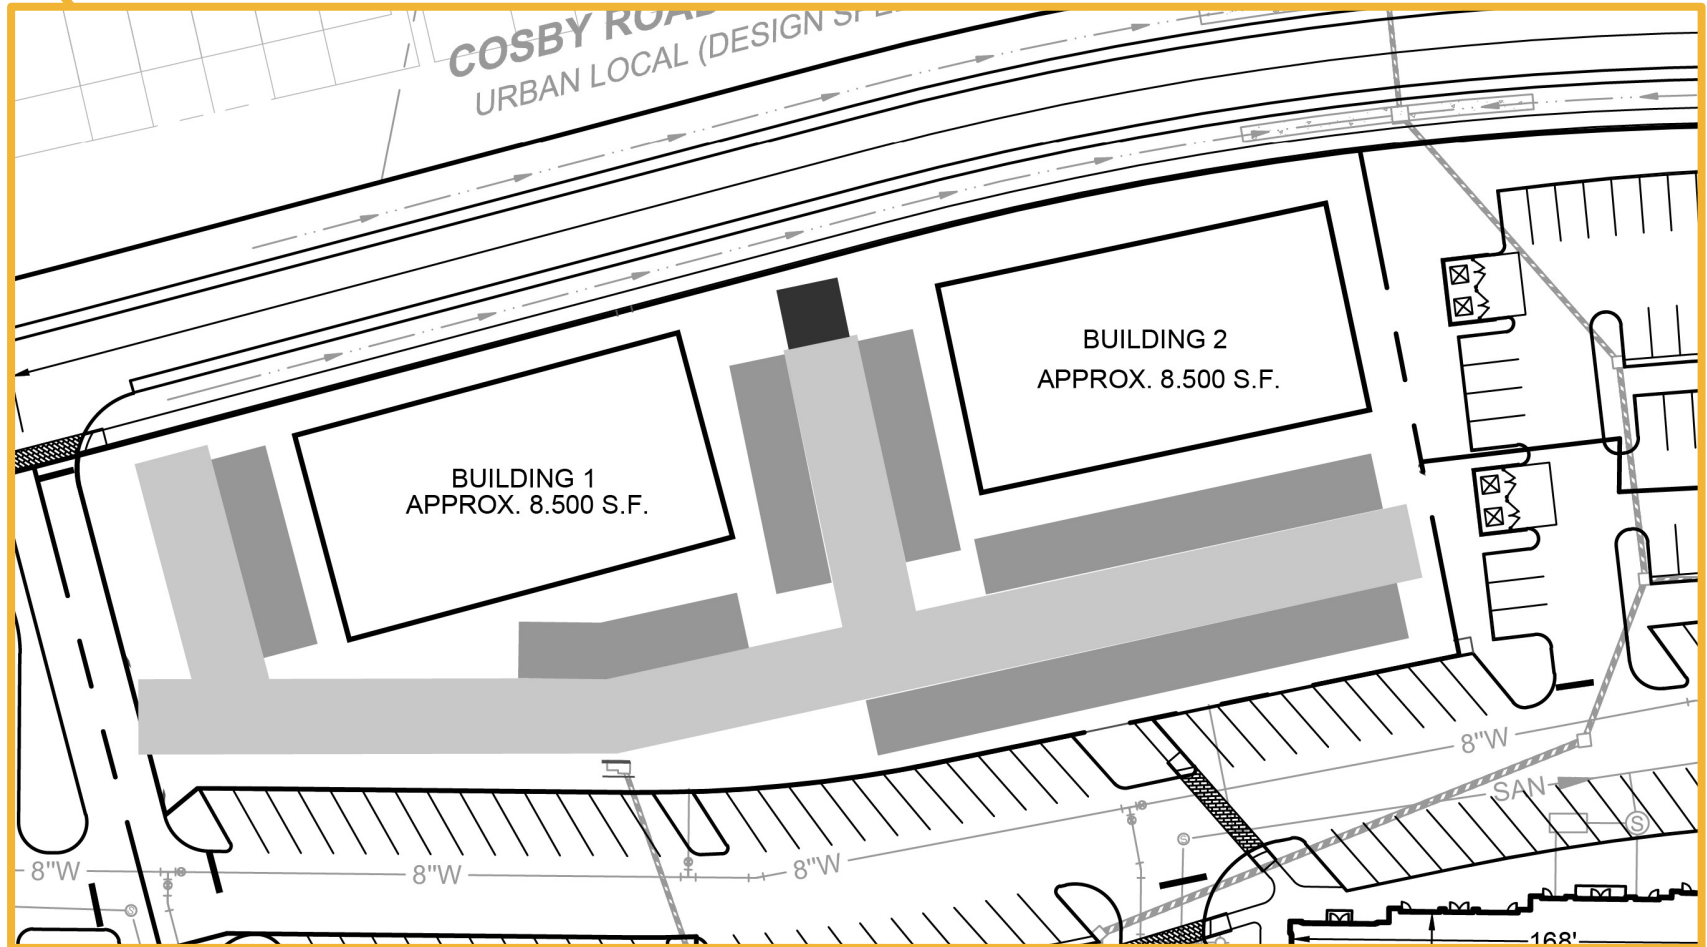 COSBY ROAD
URBAN LOCAL (DESIGN
BUILDING 2
APPROX. 8.500 S.F.
BUILDING 1
APPROX. 8.500 S.F.
8"W
SAN
S
8"W
8"W
8"W
S
S
168'